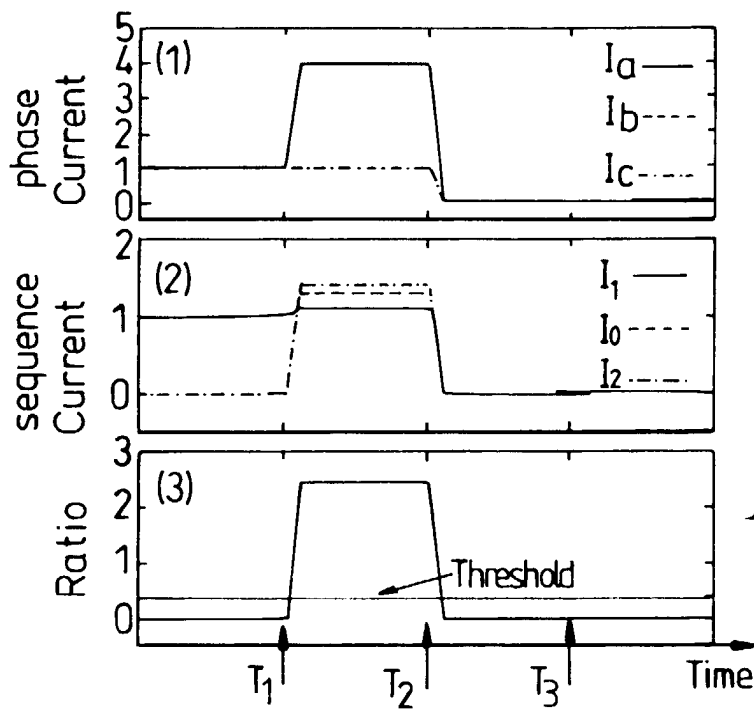 5
4
3
2
1
0
phase
Current
(1)
Ia
Ib
Ic
2
1
0
sequence
Current
(2)
I1
I0
I2
3
2
1
0
Ratio
(3)
Threshold
T1
T2
T3
Time